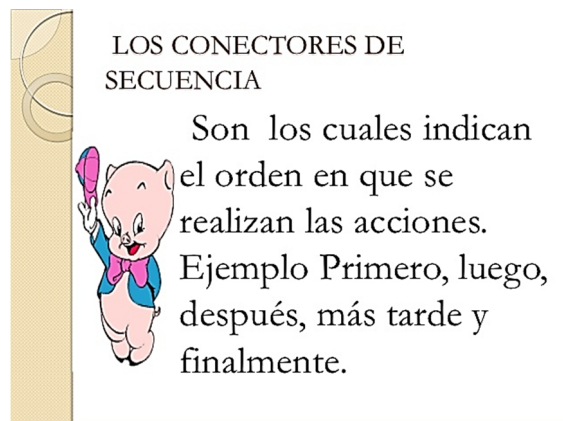 LOS CONECTORES DE
SECUENCIA
Son los cuales indican
el orden en que se
realizan las acciones.
Ejemplo Primero, luego,
después, más tarde y
finalmente.